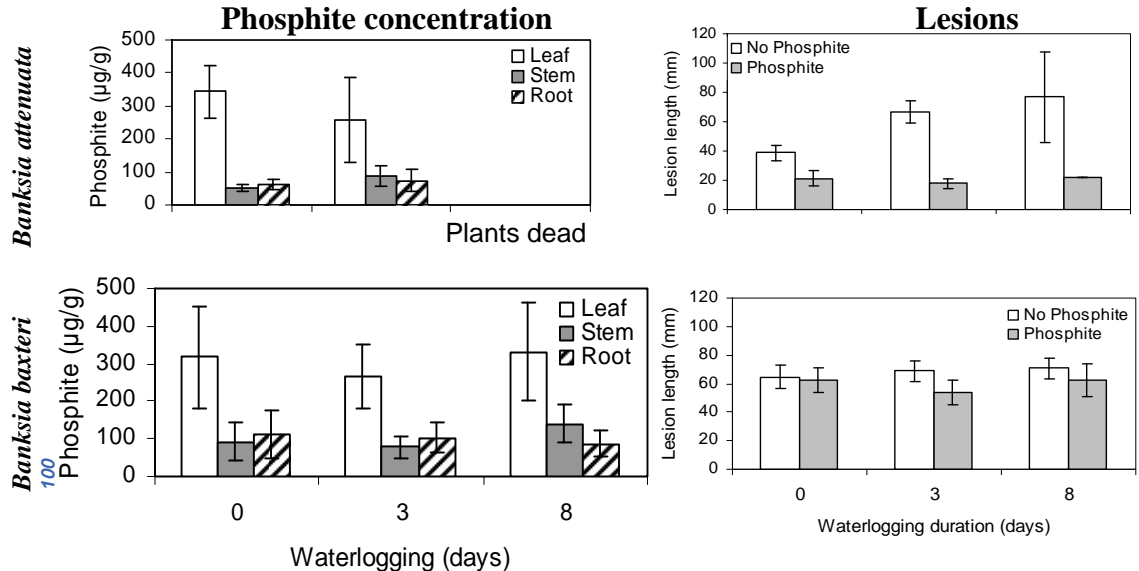 Phosphite concentration
Lesions
Banksia attenuata
Phosphite (µg/g)
500
400
300
200
100
0
Leaf
Stem
Root
Plants dead
Lesion length (mm)
120
100
80
60
40
20
0
No Phosphite
Phosphite
Banksia baxteri
100
Phosphite (µg/g)
500
400
300
200
100
0
Leaf
Stem
Root
0 3 8
Waterlogging (days)
Lesion length (mm)
120
100
80
60
40
20
0
No Phosphite
Phosphite
0 3 8
Waterlogging duration (days)